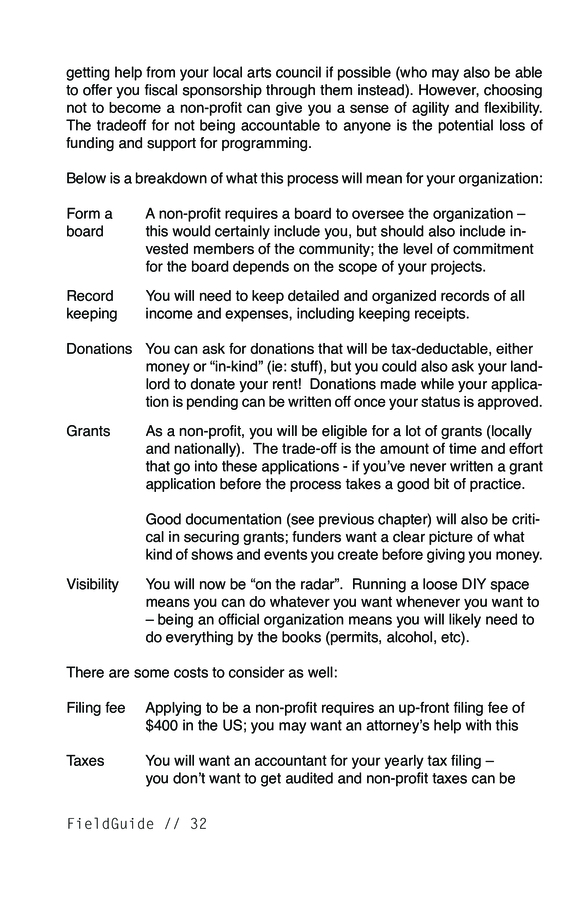 getting help from your local arts council if possible (who may also be able
to offer you fiscal sponsorship through them instead). However, choosing
not to become a non-profit can give you a sense of agility and flexibility.
The tradeoff for not being accountable to anyone is the potential loss of
funding and support for programming.
Below is a breakdown of what this process will mean for your organization:
Form a board
A non-profit requires a board to oversee the organization –
this would certainly include you, but should also include in-
vested members of the community; the level of commitment
for the board depends on the scope of your projects.
Record keeping
You will need to keep detailed and organized records of all
income and expenses, including keeping receipts.
Donations
You can ask for donations that will be tax-deductable, either
money or “in-kind” (ie: stuff), but you could also ask your land-
lord to donate your rent!  Donations made while your applica-
tion is pending can be written off once your status is approved.
Grants
As a non-profit, you will be eligible for a lot of grants (locally
and nationally).  The trade-off is the amount of time and effort
that go into these applications - if you’ve never written a grant
application before the process takes a good bit of practice.
Good documentation (see previous chapter) will also be criti-
cal in securing grants; funders want a clear picture of what
kind of shows and events you create before giving you money.
Visibility
You will now be “on the radar”.  Running a loose DIY space
means you can do whatever you want whenever you want to
– being an official organization means you will likely need to
do everything by the books (permits, alcohol, etc).
There are some costs to consider as well:
Filing fee
Applying to be a non-profit requires an up-front filing fee of
$400 in the US; you may want an attorney’s help with this
Taxes
You will want an accountant for your yearly tax filing –
you don’t want to get audited and non-profit taxes can be
FieldGuide // 32